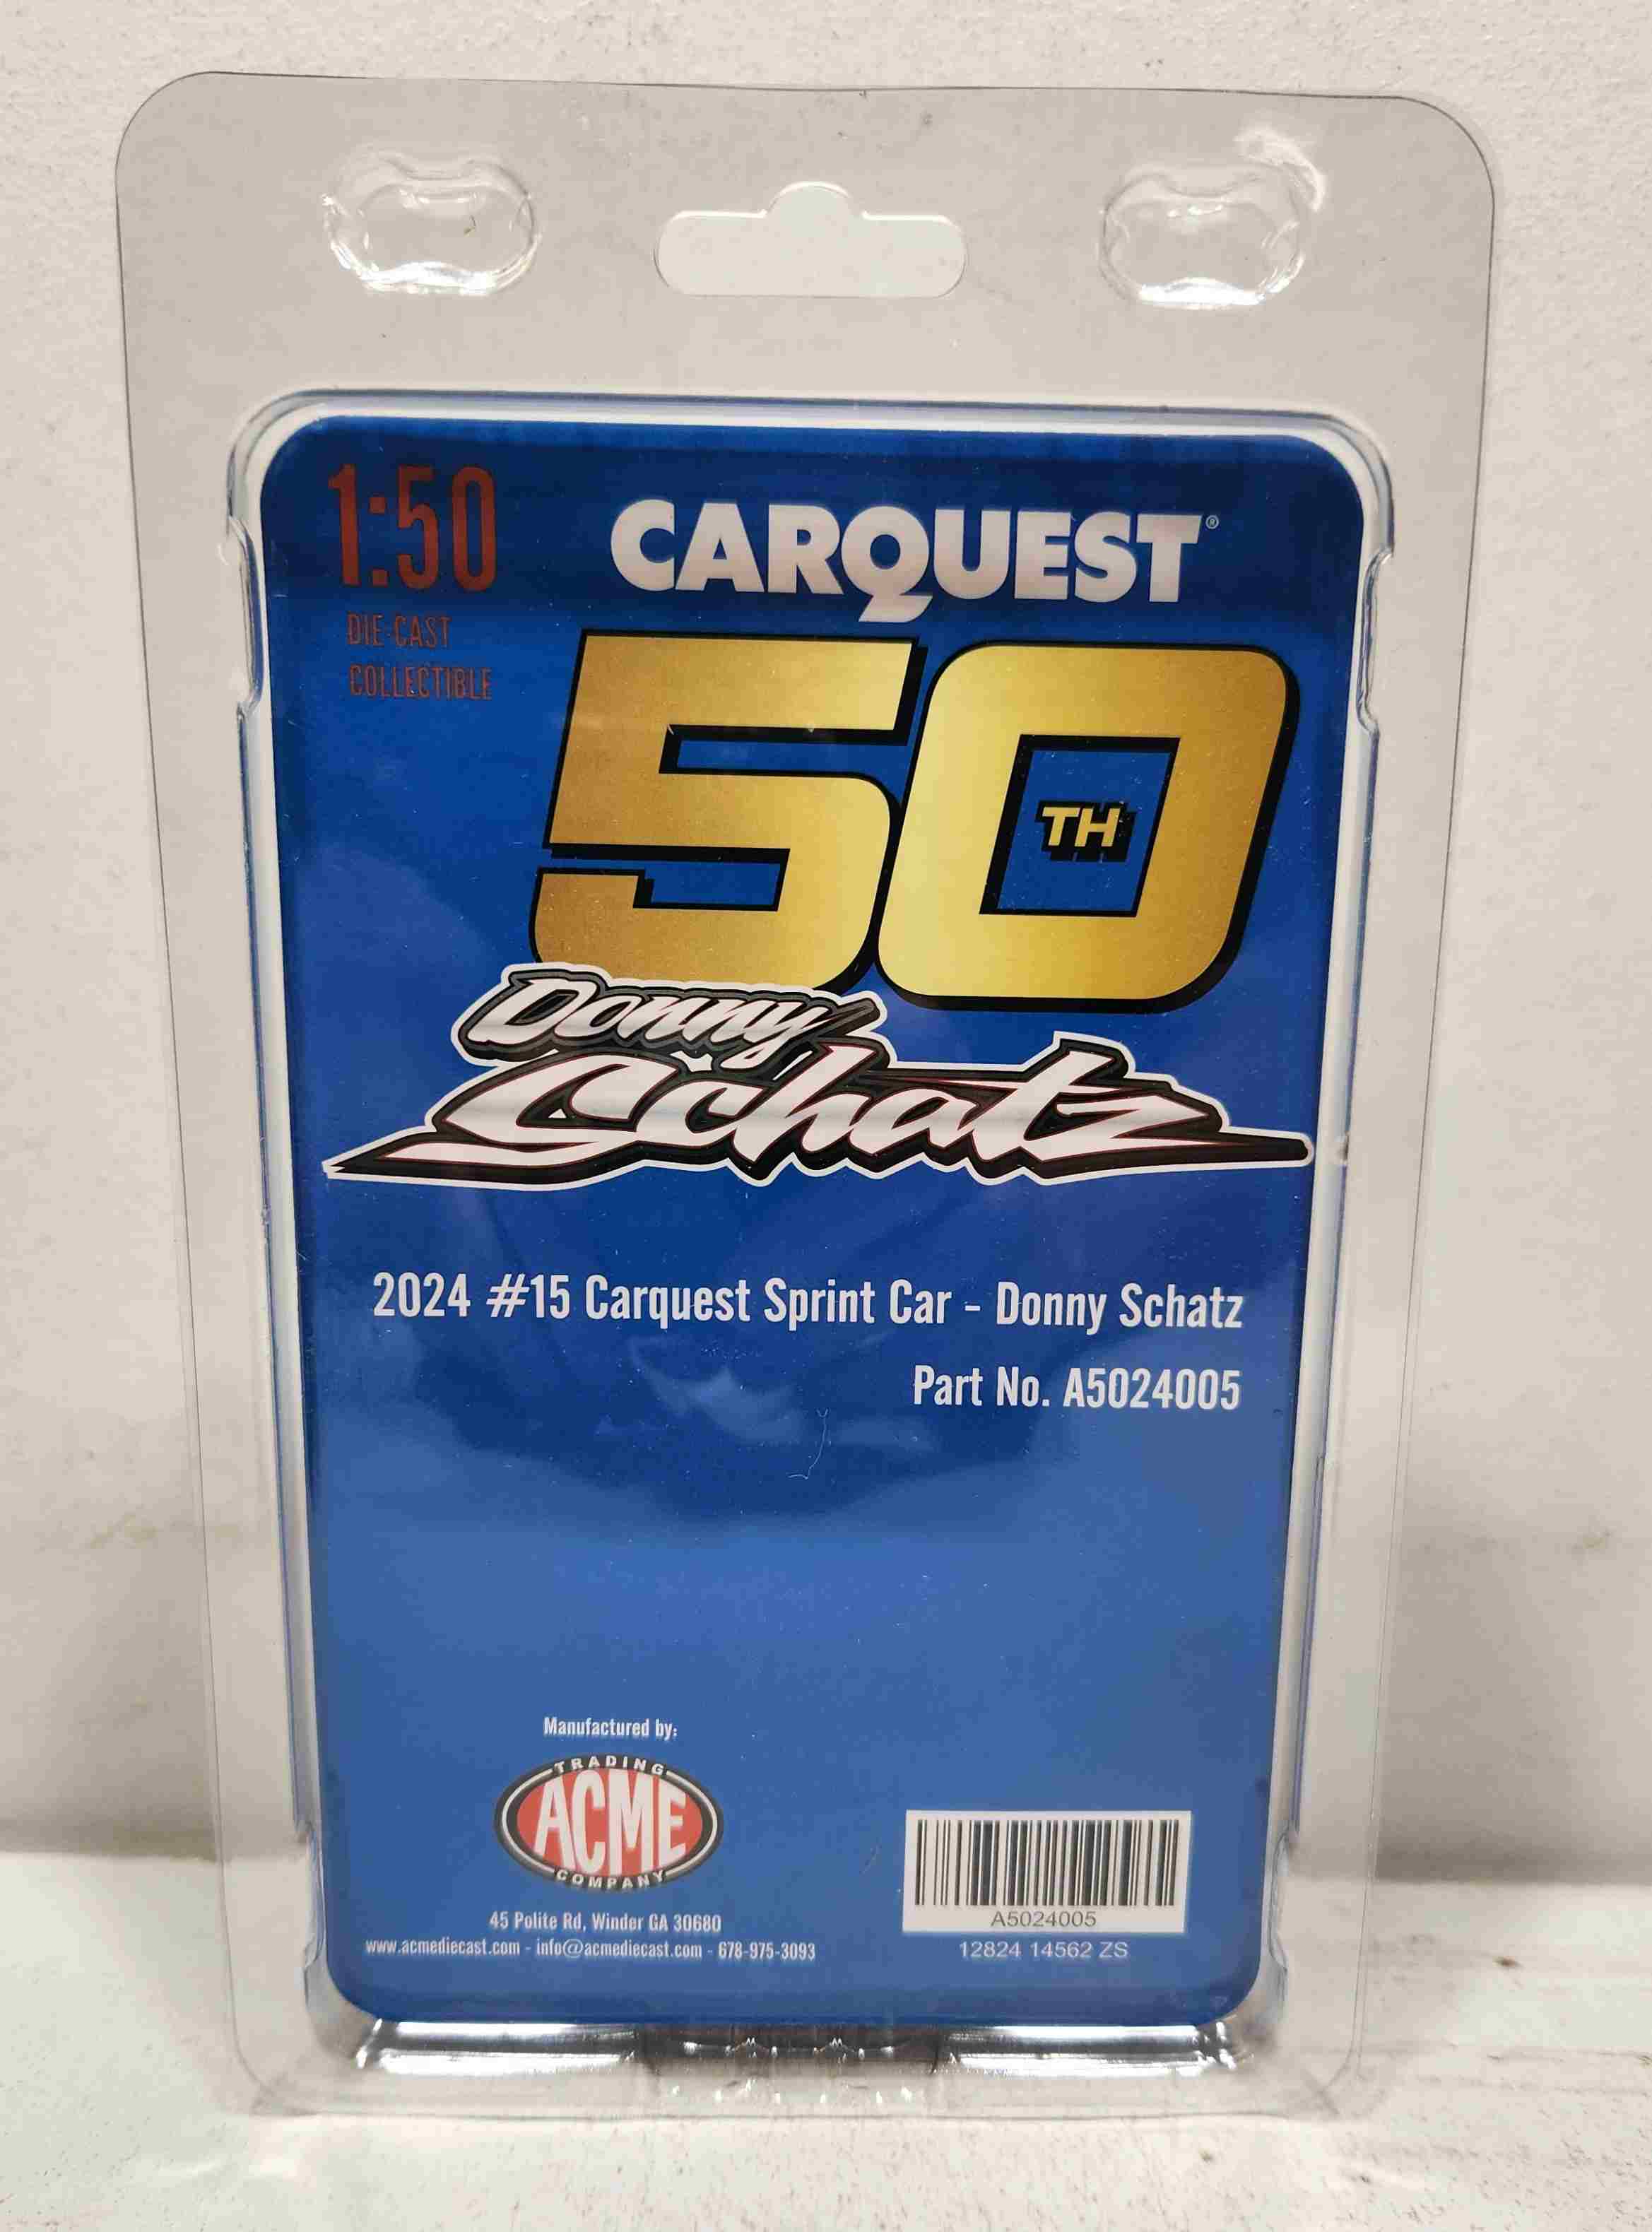 1:50
DIE-CAST
COLLECTIBLE
CARQUEST®
50
TH
Donny
Schatz
2024 #15 Carquest Sprint Car - Donny Schatz
Part No. A5024005
Manufactured by:
TRADING
ACME
COMPANY
45 Polite Rd, Winder GA 30680
www.acmediecast.com - info@acmediecast.com - 678-975-3093
A5024005
12824 14562 ZS